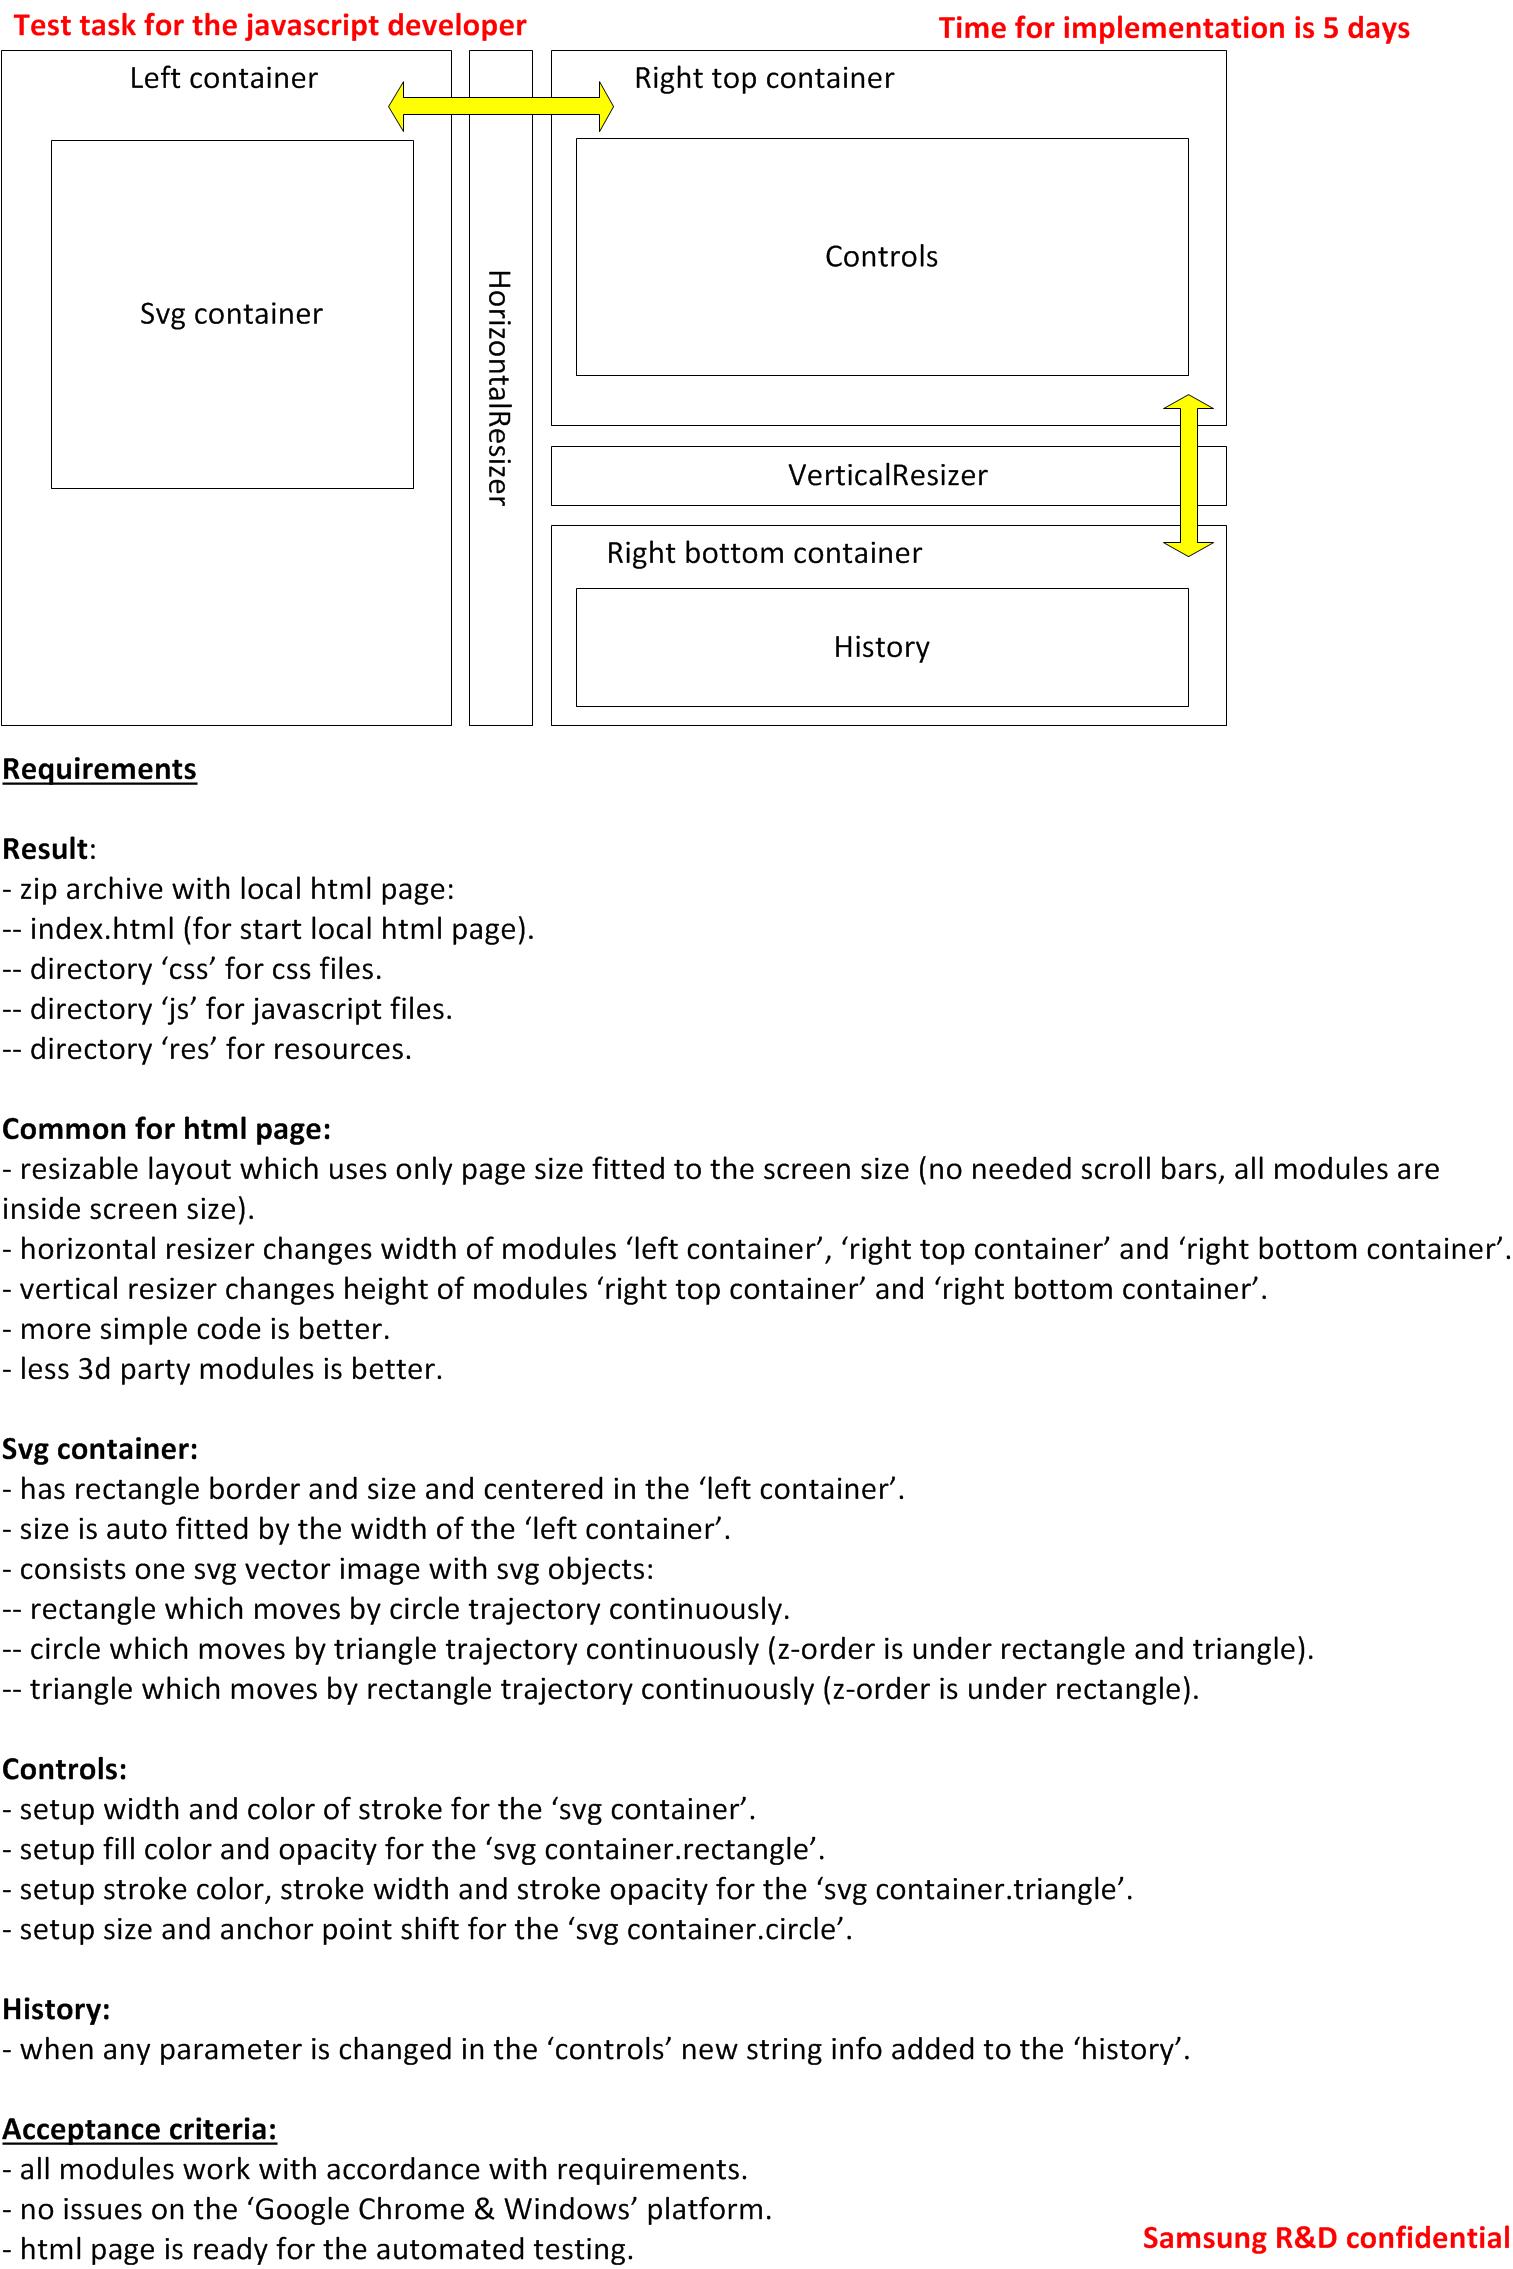 Test task for the javascript developer
Time for implementation is 5 days
Left container
Right top container
Svg container
Controls
HorizontalResizer
VerticalResizer
Right bottom container
History
Requirements
Result:
- zip archive with local html page:
-- index.html (for start local html page).
-- directory ‘css’ for css files.
-- directory ‘js’ for javascript files.
-- directory ‘res’ for resources.
Common for html page:
- resizable layout which uses only page size fitted to the screen size (no needed scroll bars, all modules are
inside screen size).
- horizontal resizer changes width of modules ‘left container’, ‘right top container’ and ‘right bottom container’.
- vertical resizer changes height of modules ‘right top container’ and ‘right bottom container’.
- more simple code is better.
- less 3d party modules is better.
Svg container:
- has rectangle border and size and centered in the ‘left container’.
- size is auto fitted by the width of the ‘left container’.
- consists one svg vector image with svg objects:
-- rectangle which moves by circle trajectory continuously.
-- circle which moves by triangle trajectory continuously (z-order is under rectangle and triangle).
-- triangle which moves by rectangle trajectory continuously (z-order is under rectangle).
Controls:
- setup width and color of stroke for the ‘svg container’.
- setup fill color and opacity for the ‘svg container.rectangle’.
- setup stroke color, stroke width and stroke opacity for the ‘svg container.triangle’.
- setup size and anchor point shift for the ‘svg container.circle’.
History:
- when any parameter is changed in the ‘controls’ new string info added to the ‘history’.
Acceptance criteria:
- all modules work with accordance with requirements.
- no issues on the ‘Google Chrome & Windows’ platform.
- html page is ready for the automated testing.
Samsung R&D confidential